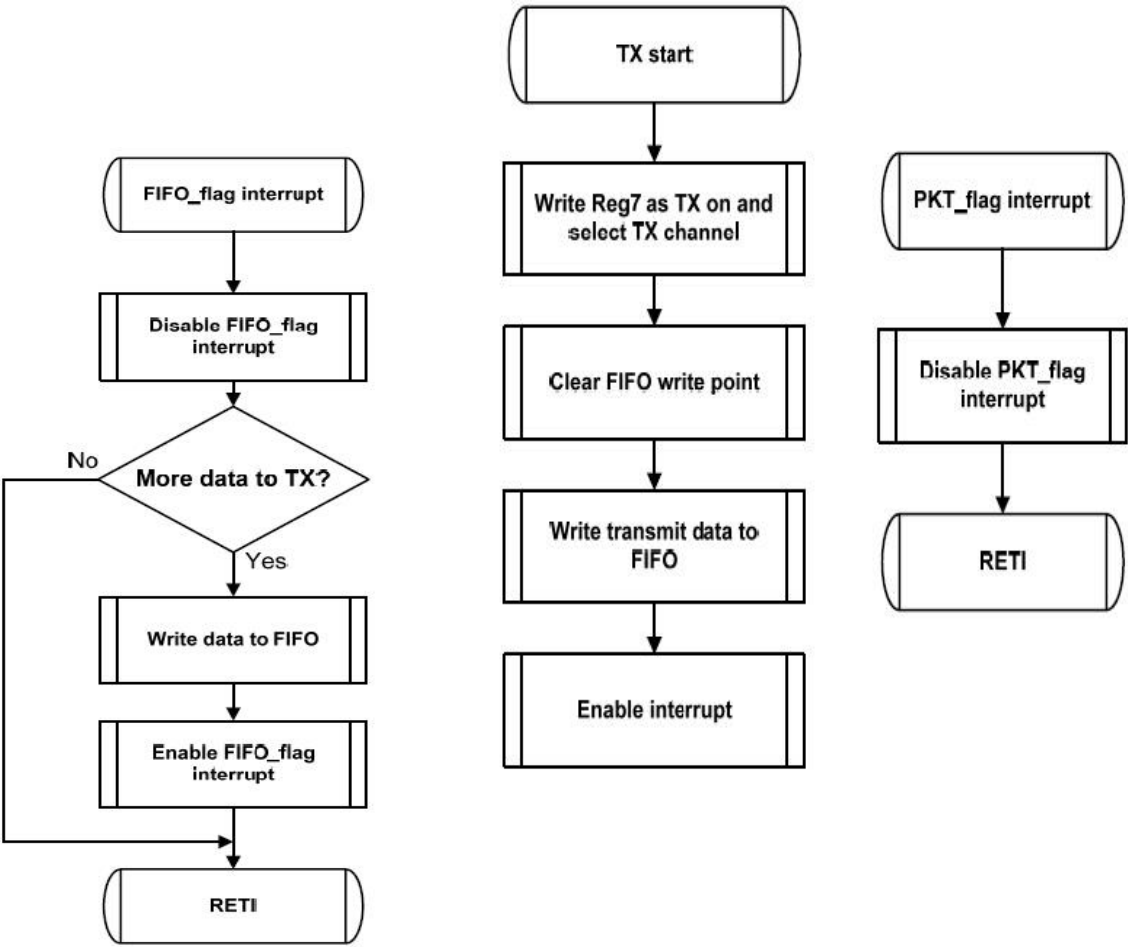 FIFO_flag interrupt
Disable FIFO_flag
interrupt
More data to TX?
No
Yes
Write data to FIFO
Enable FIFO_flag
interrupt
RETI
TX start
Write Reg7 as TX on and
select TX channel
Clear FIFO write point
Write transmit data to
FIFO
Enable interrupt
PKT_flag interrupt
Disable PKT_flag
interrupt
RETI